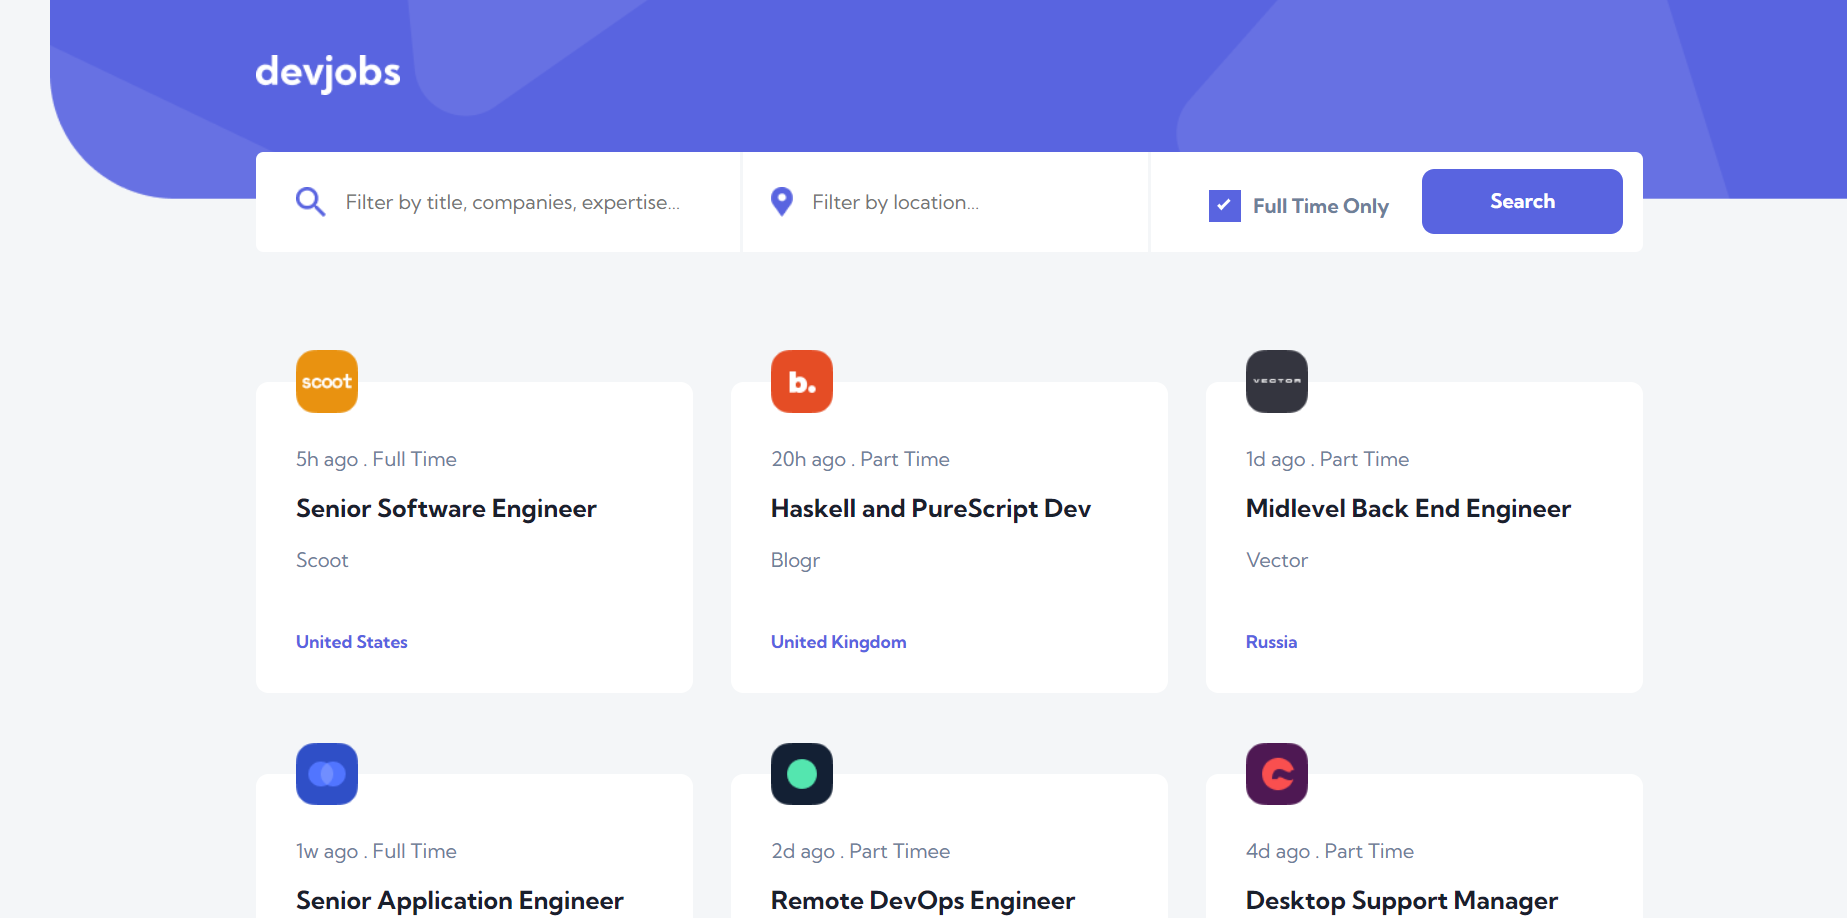 devjobs
Filter by title, companies, expertise...
Filter by location...
Full Time Only
Search
scoot
b.
VECTOR
5h ago . Full Time
20h ago . Part Time
1d ago . Part Time
Senior Software Engineer
Haskell and PureScript Dev
Midlevel Back End Engineer
Scoot
Blogr
Vector
United States
United Kingdom
Russia
1w ago . Full Time
2d ago . Part Timee
4d ago . Part Time
Senior Application Engineer
Remote DevOps Engineer
Desktop Support Manager